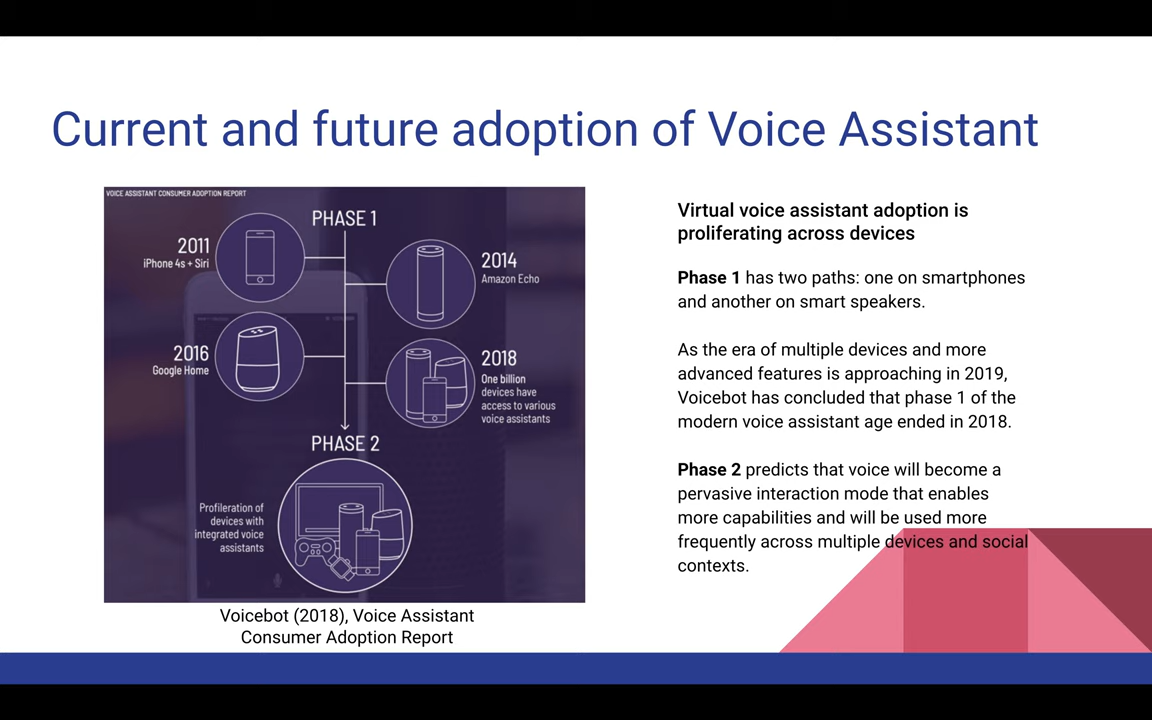 Current and future adoption of Voice Assistant
VOICE ASSISTANT CONSUMER ADOPTION REPORT
PHASE 1
2011
iPhone 4s + Siri
2014
Amazon Echo
2016
Google Home
2018
One billion
devices have
access to various
voice assistants
PHASE 2
Profileration of
devices with
integrated voice
assistants
Voicebot (2018), Voice Assistant
Consumer Adoption Report
Virtual voice assistant adoption is
proliferating across devices
Phase 1 has two paths: one on smartphones
and another on smart speakers.
As the era of multiple devices and more
advanced features is approaching in 2019,
Voicebot has concluded that phase 1 of the
modern voice assistant age ended in 2018.
Phase 2 predicts that voice will become a
pervasive interaction mode that enables
more capabilities and will be used more
frequently across multiple devices and social
contexts.